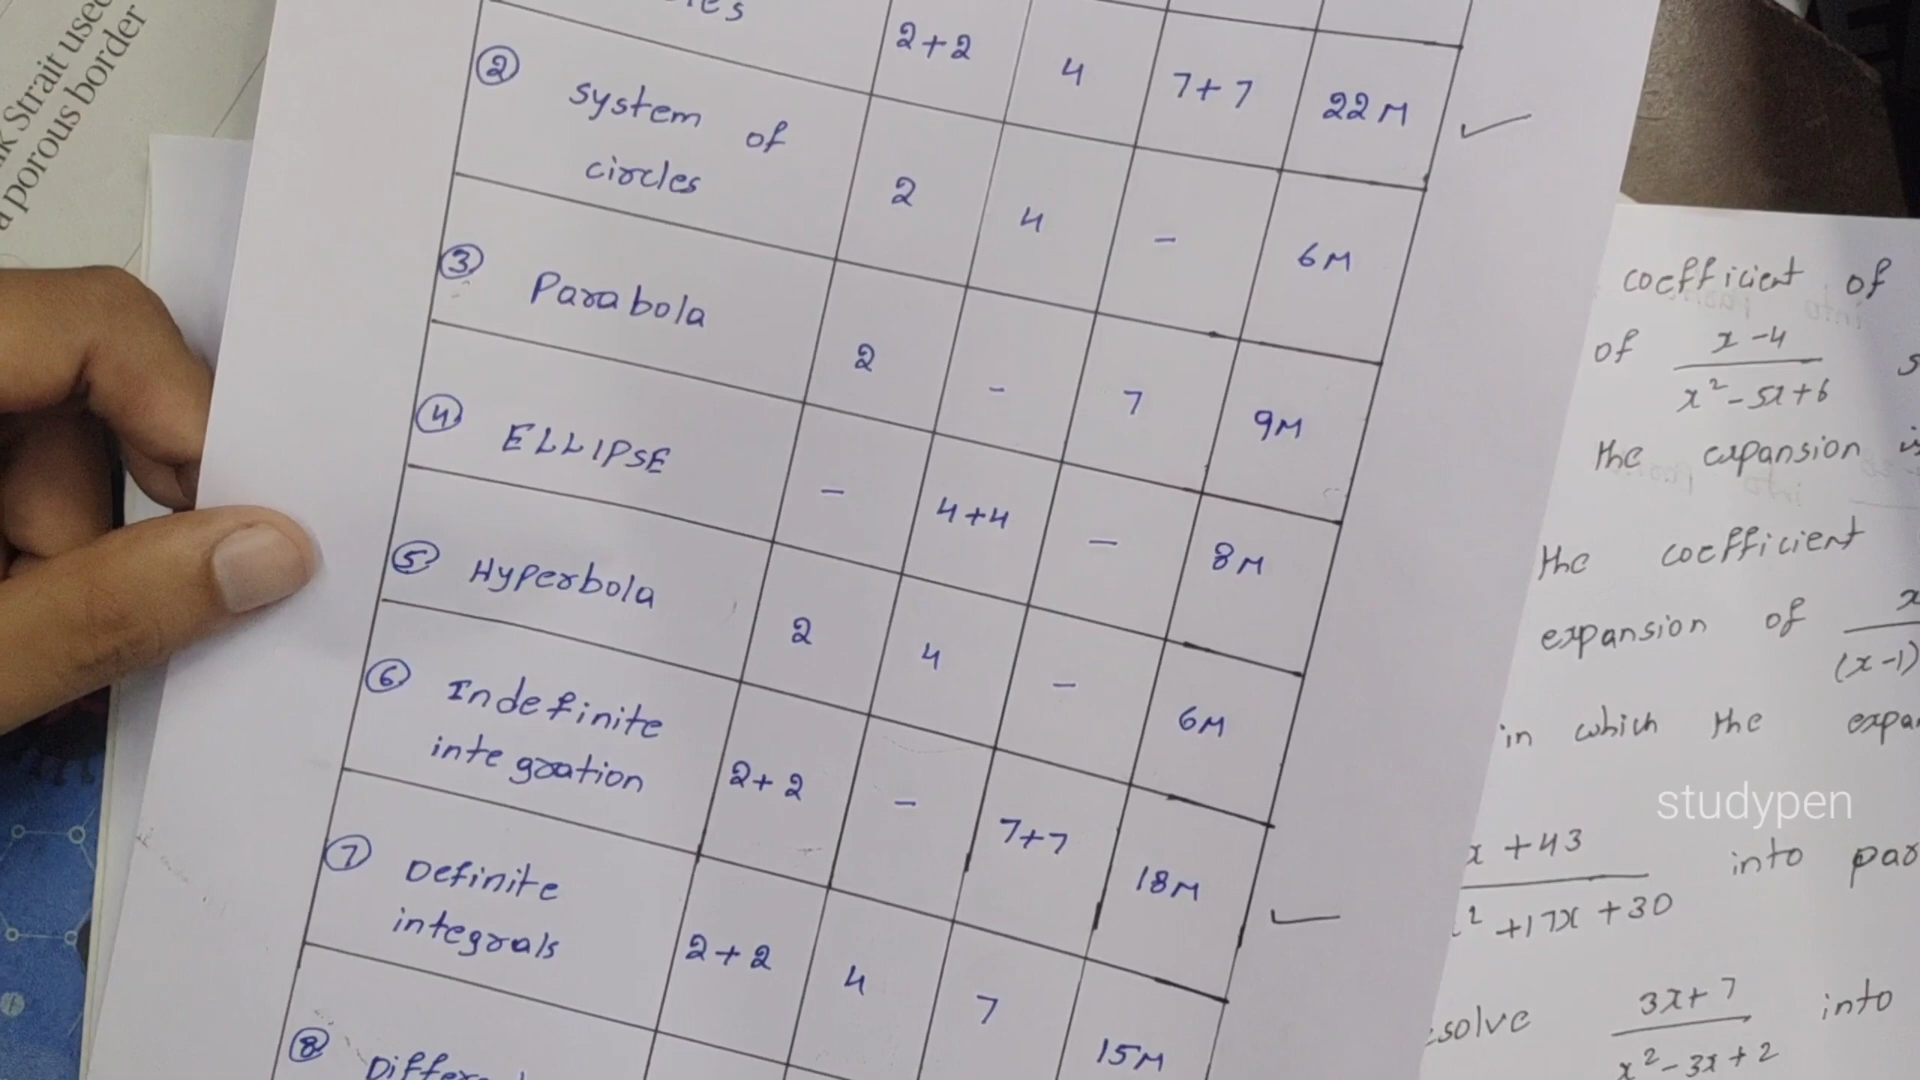 Strait used
a porous border
2+2 4 7+7 22M
② system of
circles 2 4 - 6M
③ Parabola 2 - 7 9M
④ ELLIPSE - 4+4 - 8M
⑤ Hyperbola 2 4 - 6M
⑥ Indefinite
integration 2+2 - 7+7 18M
⑦ Definite
integrals 2+2 4 7 15M
⑧
coefficient of
of x-4
x²-5x+6
the expansion
the coefficient
expansion of x
(x-1)
in which the
studypen
x +43
into
² +17x +30
3x+7
into
x²-3x+2